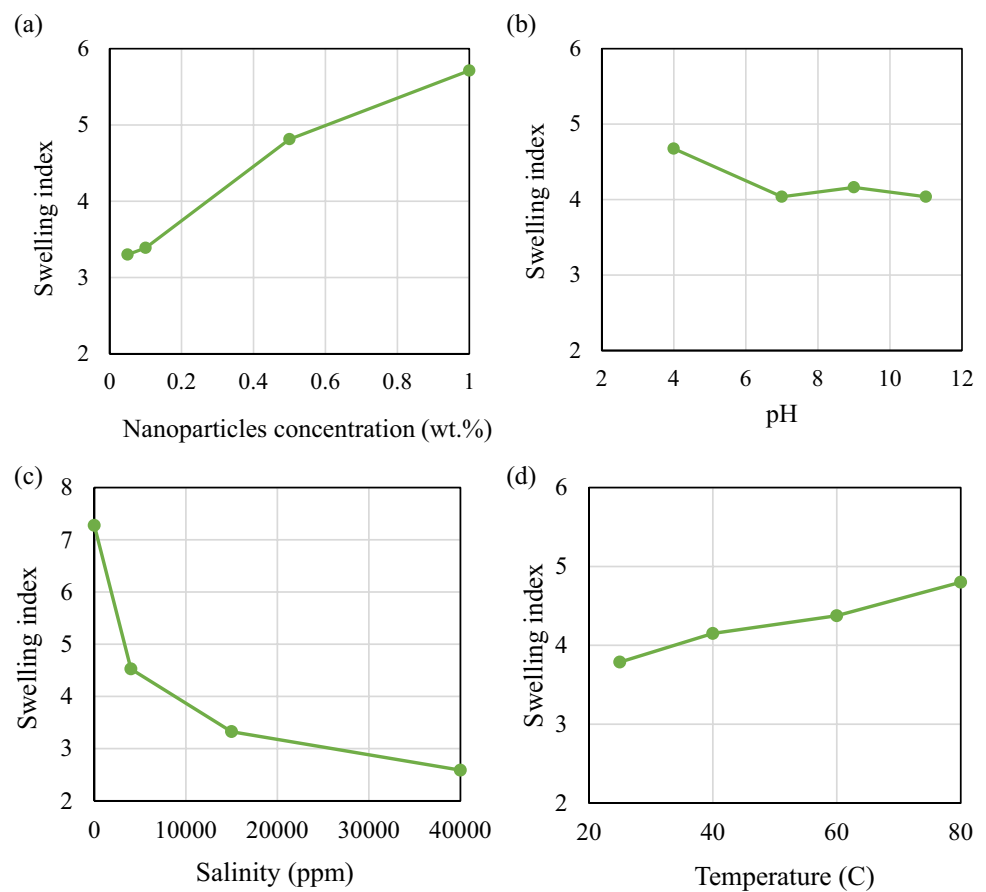 (a)
6
5
4
3
2
Swelling index
0 0.2 0.4 0.6 0.8 1
Nanoparticles concentration (wt.%)
(b)
6
5
4
3
2
Swelling index
2 4 6 8 10 12
pH
(c)
8
7
6
5
4
3
2
Swelling index
0 10000 20000 30000 40000
Salinity (ppm)
(d)
6
5
4
3
2
Swelling index
20 40 60 80
Temperature (C)